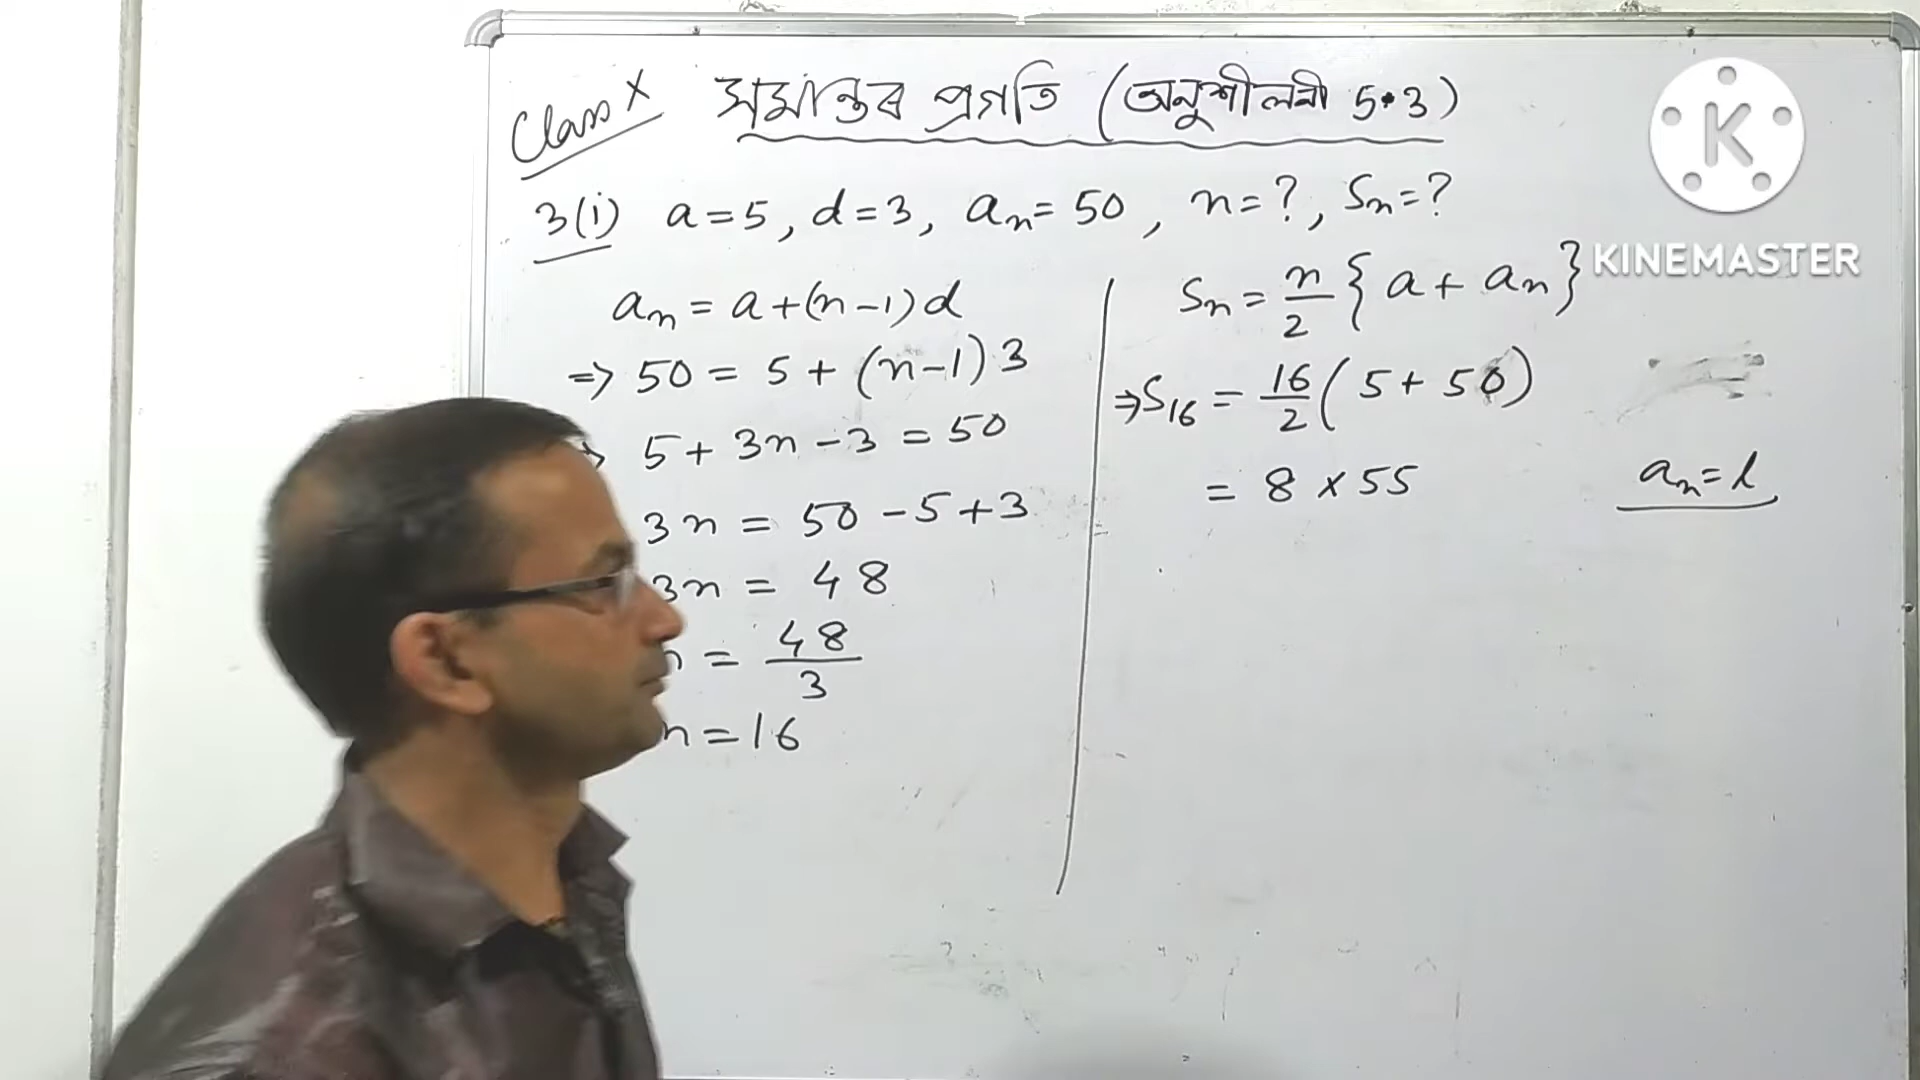 Class X সমান্তৰ প্ৰগতি (অনুশীলনী 5.3)
3(i) a=5, d=3, aₙ=50, n=?, Sₙ=?
aₙ = a+(n-1)d
=> 50 = 5+(n-1)3
5+3n-3=50
3n = 50-5+3
3n = 48
n = 48/3
n=16
Sₙ = n/2 {a+aₙ}
=> S₁₆ = 16/2 (5+50)
= 8×55
aₙ=l
K
KINEMASTER